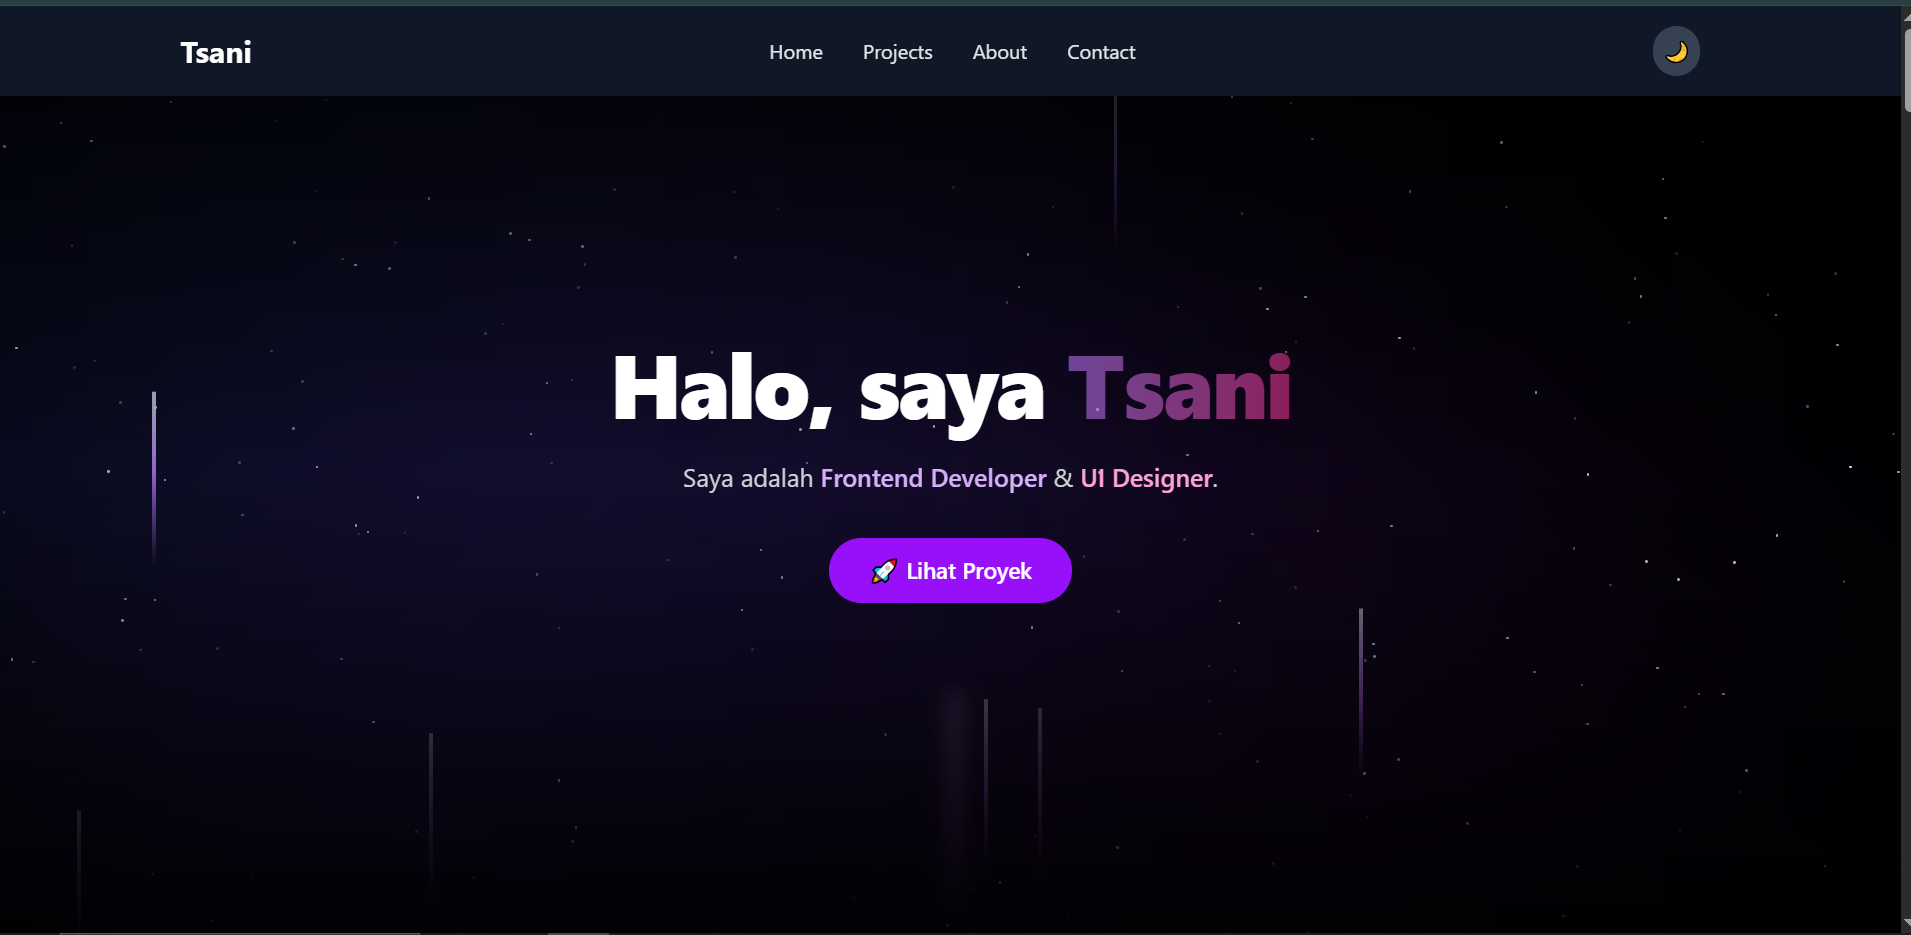 Tsani
Home Projects About Contact
Halo, saya Tsani
Saya adalah Frontend Developer & UI Designer.
🚀 Lihat Proyek